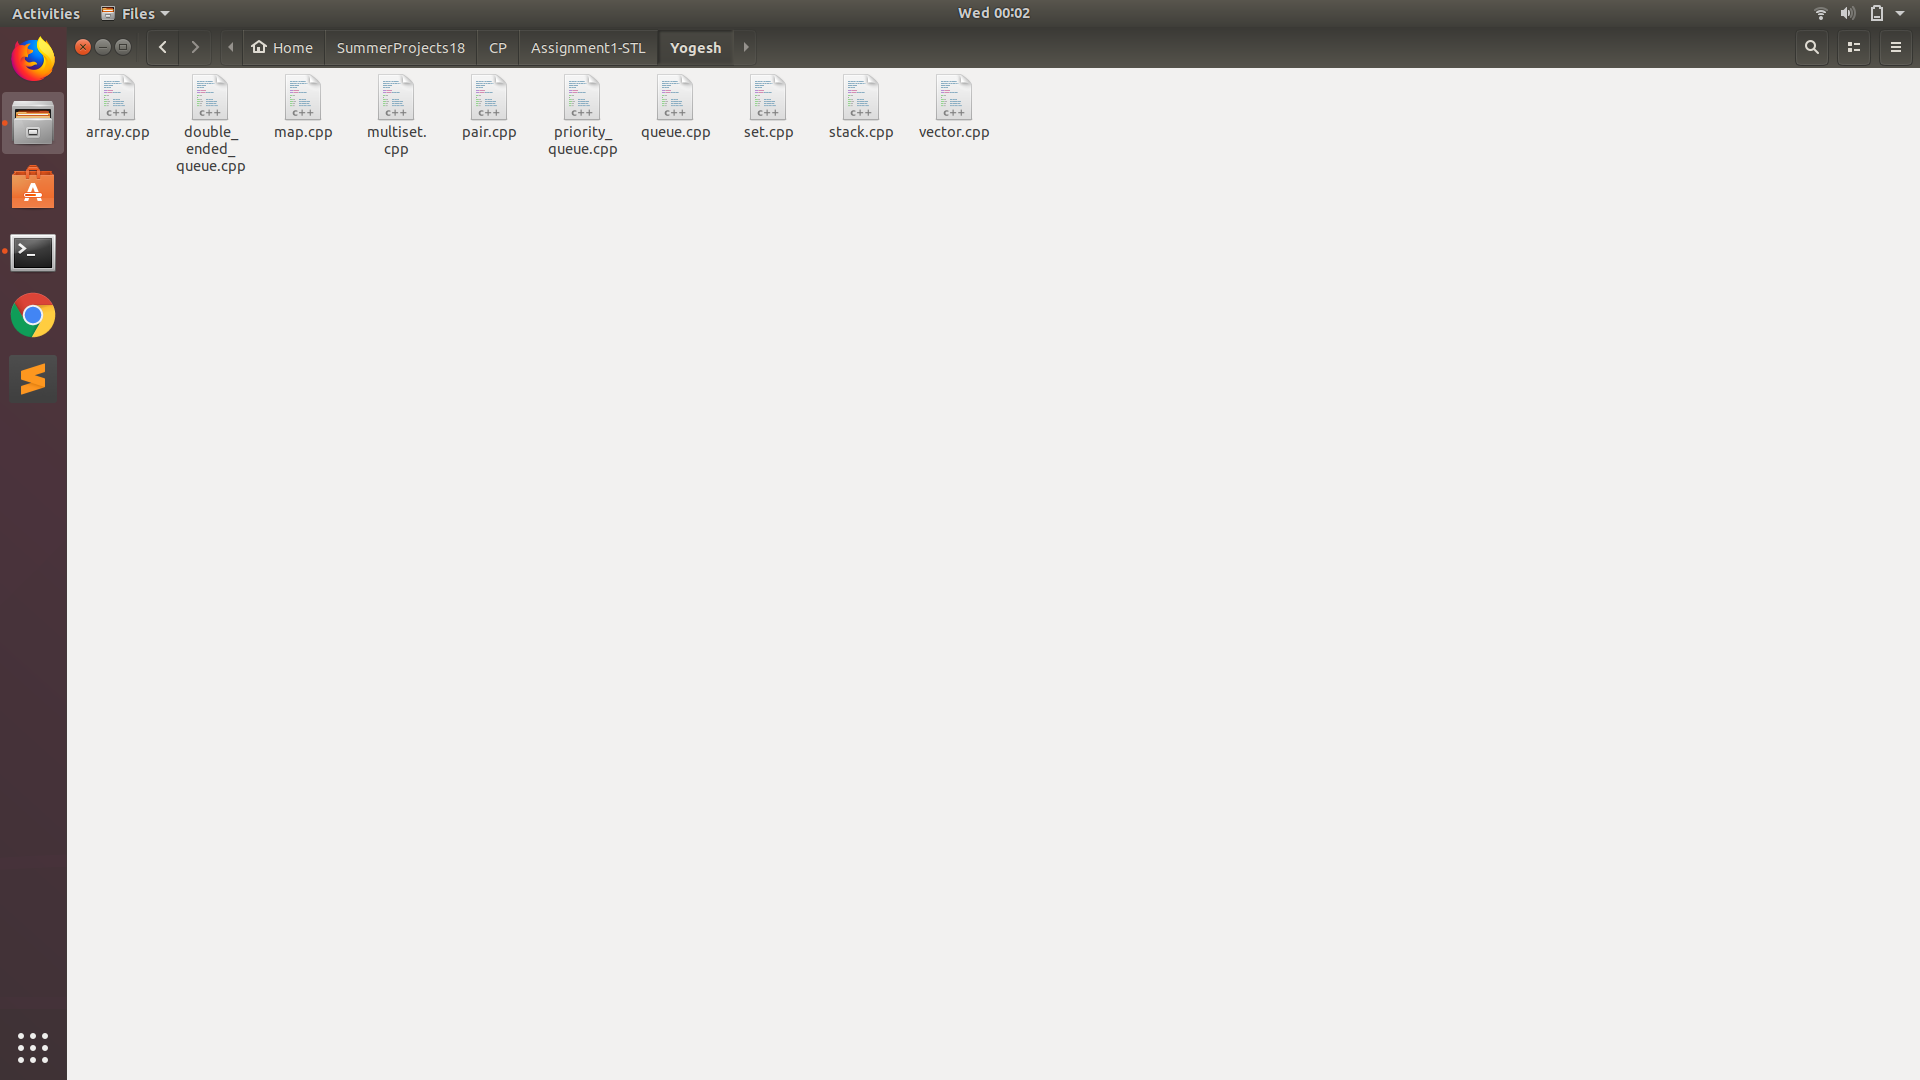 Activities Files Wed 00:02
Home SummerProjects18 CP Assignment1-STL Yogesh
c++ c++ c++ c++ c++ c++ c++ c++ c++ c++
array.cpp
double_
ended_
queue.cpp
map.cpp
multiset.
cpp
pair.cpp
priority_
queue.cpp
queue.cpp
set.cpp
stack.cpp
vector.cpp